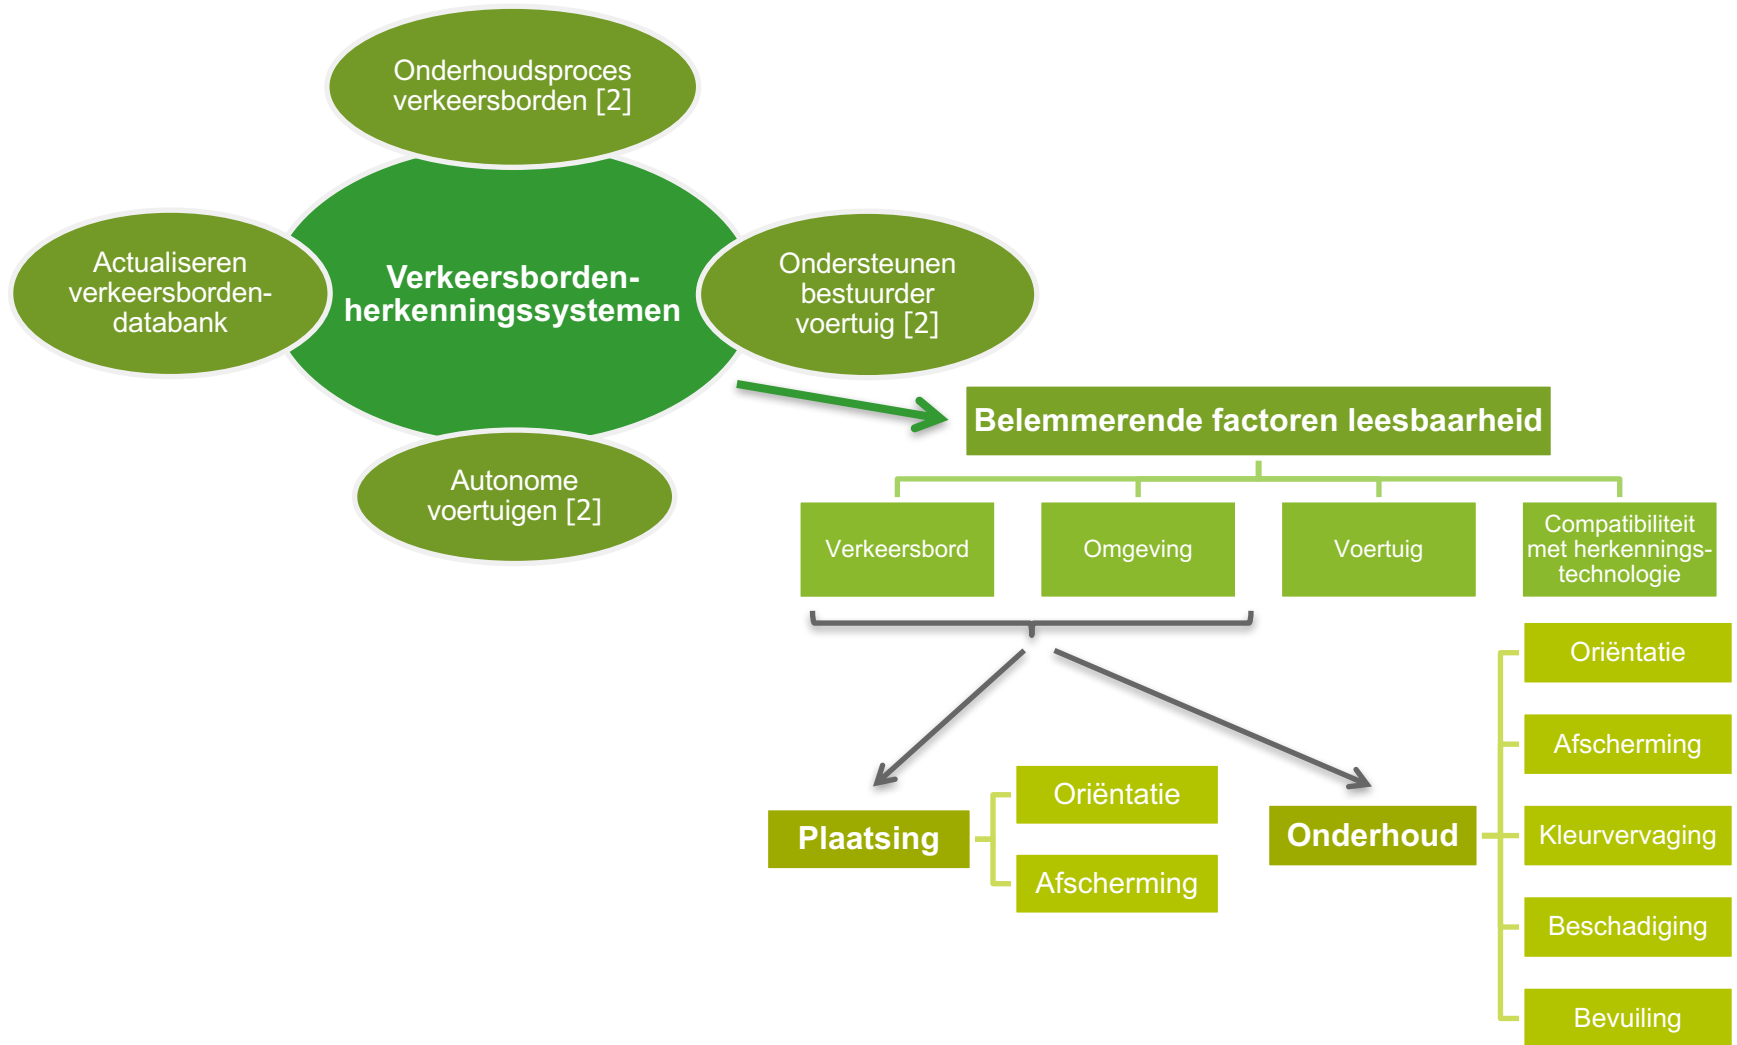 Onderhoudsproces
verkeersborden [2]
Actualiseren
verkeersborden-
databank
Verkeersborden-
herkenningssystemen
Ondersteunen
bestuurder
voertuig [2]
Autonome
voertuigen [2]
Belemmerende factoren leesbaarheid
Verkeersbord
Omgeving
Voertuig
Compatibiliteit
met herkennings-
technologie
Plaatsing
Oriëntatie
Afscherming
Onderhoud
Oriëntatie
Afscherming
Kleurvervaging
Beschadiging
Bevuiling